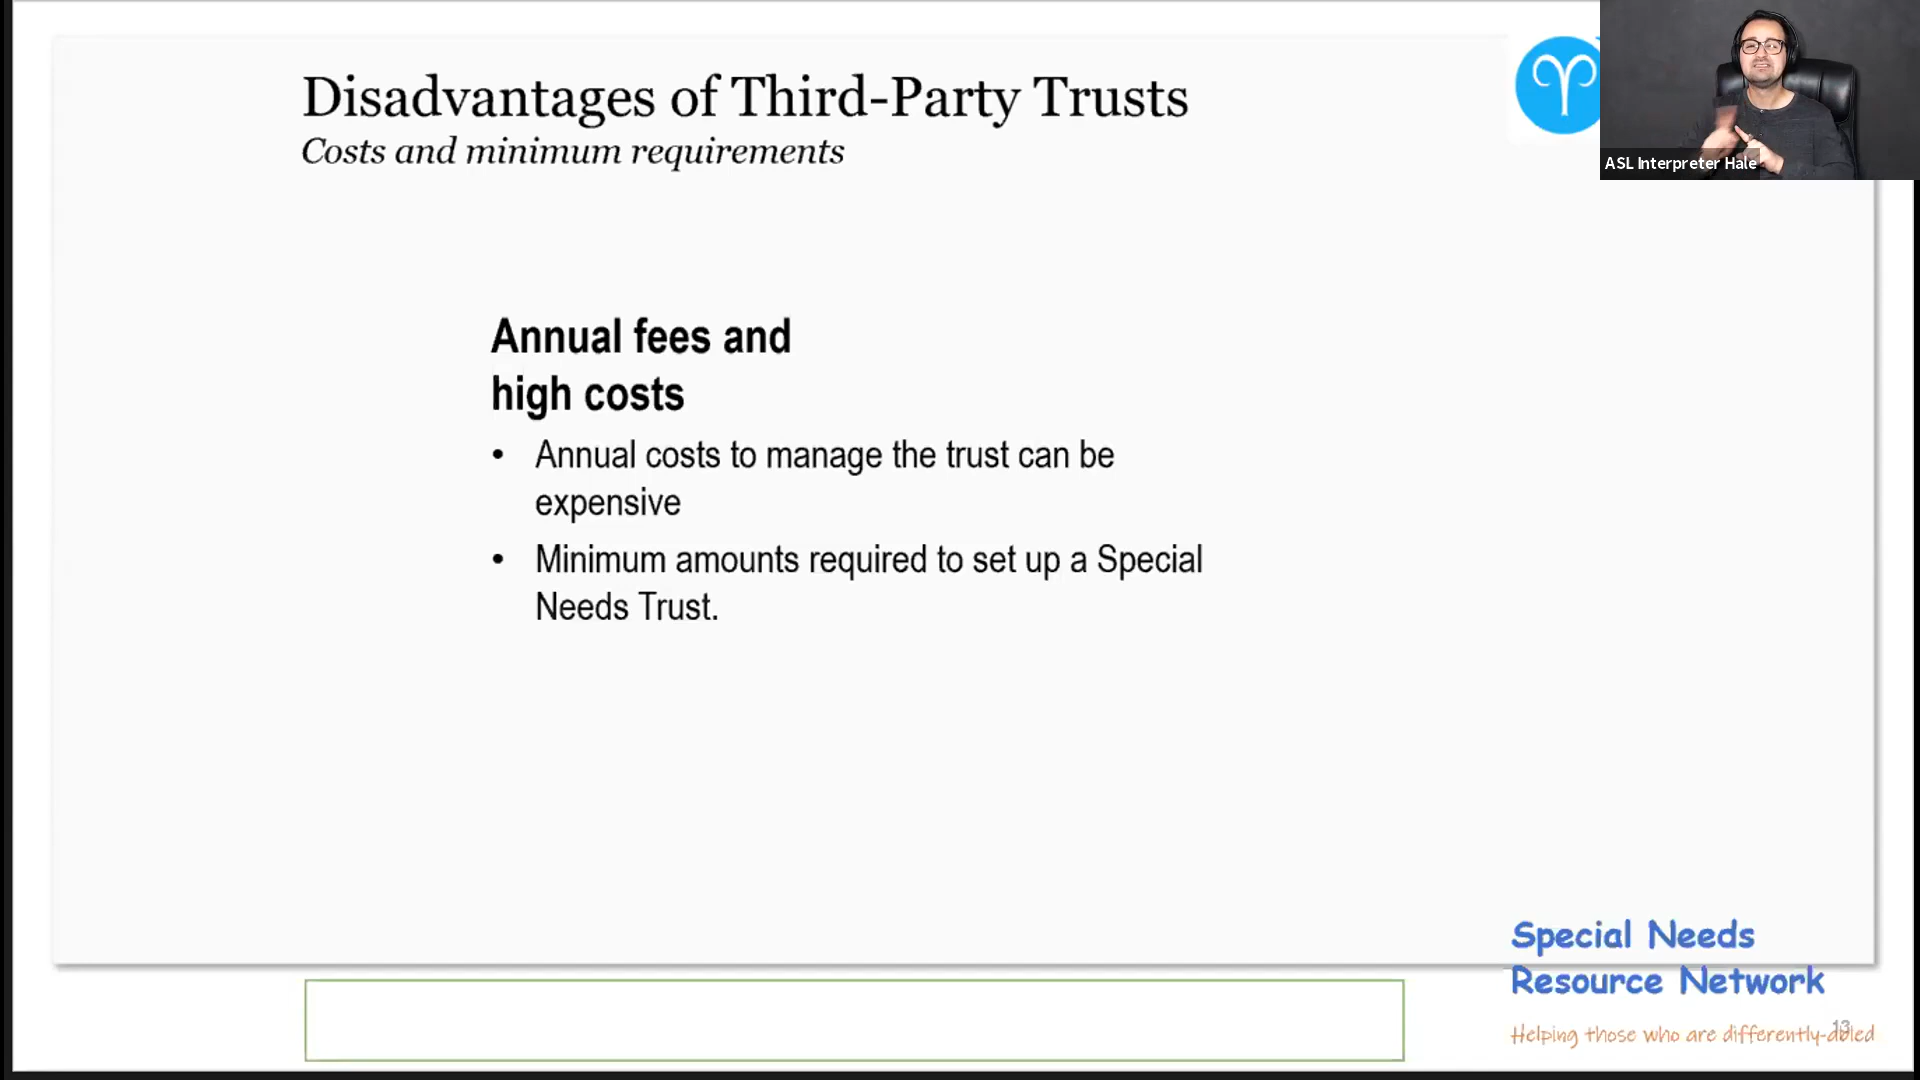 Disadvantages of Third-Party Trusts
Costs and minimum requirements
ASL Interpreter Hale
Annual fees and
high costs
• Annual costs to manage the trust can be
expensive
• Minimum amounts required to set up a Special
Needs Trust.
Special Needs
Resource Network
Helping those who are differently-abled
13